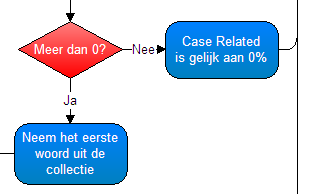 Meer dan 0?
Nee
Case Related
is gelijk aan 0%
Ja
Neem het eerste
woord uit de
collectie